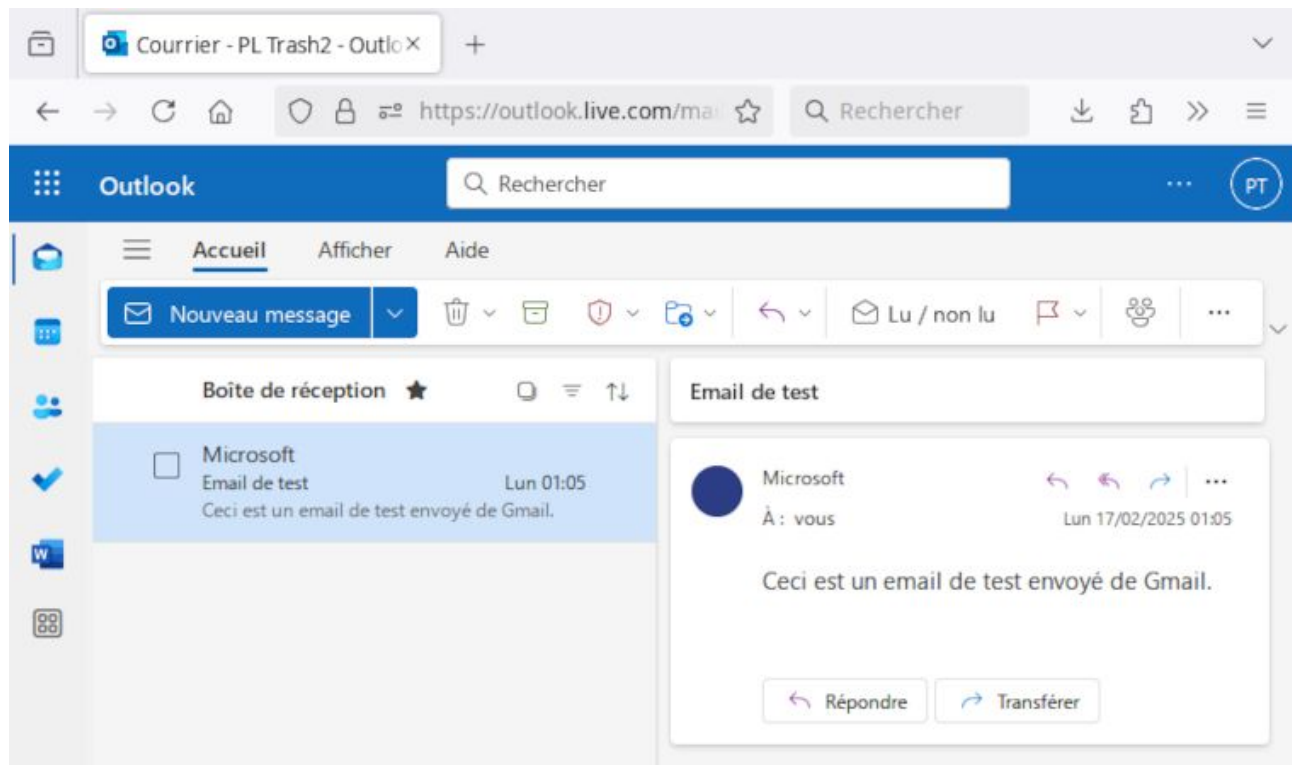 Courrier - PL Trash2 - Outlo
https://outlook.live.com/mai
Rechercher
Outlook
Rechercher
PT
Accueil Afficher Aide
Nouveau message
Lu / non lu
Boîte de réception
Email de test
Microsoft
Email de test Lun 01:05
Ceci est un email de test envoyé de Gmail.
Microsoft
À : vous
Lun 17/02/2025 01:05
Ceci est un email de test envoyé de Gmail.
Répondre
Transférer
W